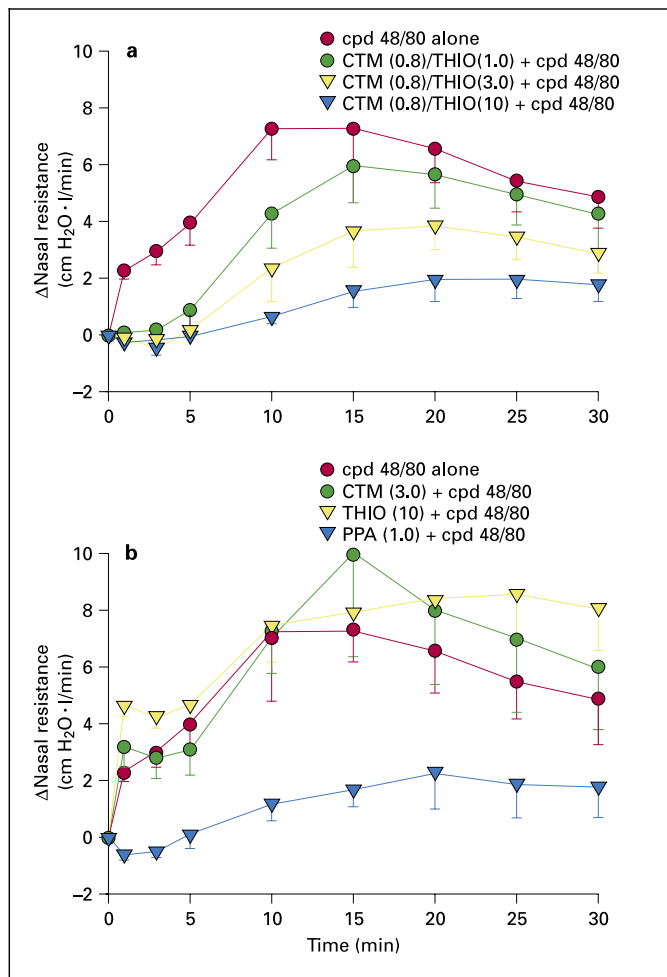 a
cpd 48/80 alone
CTM (0.8)/THIO(1.0) + cpd 48/80
CTM (0.8)/THIO(3.0) + cpd 48/80
CTM (0.8)/THIO(10) + cpd 48/80
ΔNasal resistance
(cm H₂O · l/min)
10
8
6
4
2
0
−2
0 5 10 15 20 25 30
b
cpd 48/80 alone
CTM (3.0) + cpd 48/80
THIO (10) + cpd 48/80
PPA (1.0) + cpd 48/80
ΔNasal resistance
(cm H₂O · l/min)
10
8
6
4
2
0
−2
0 5 10 15 20 25 30
Time (min)